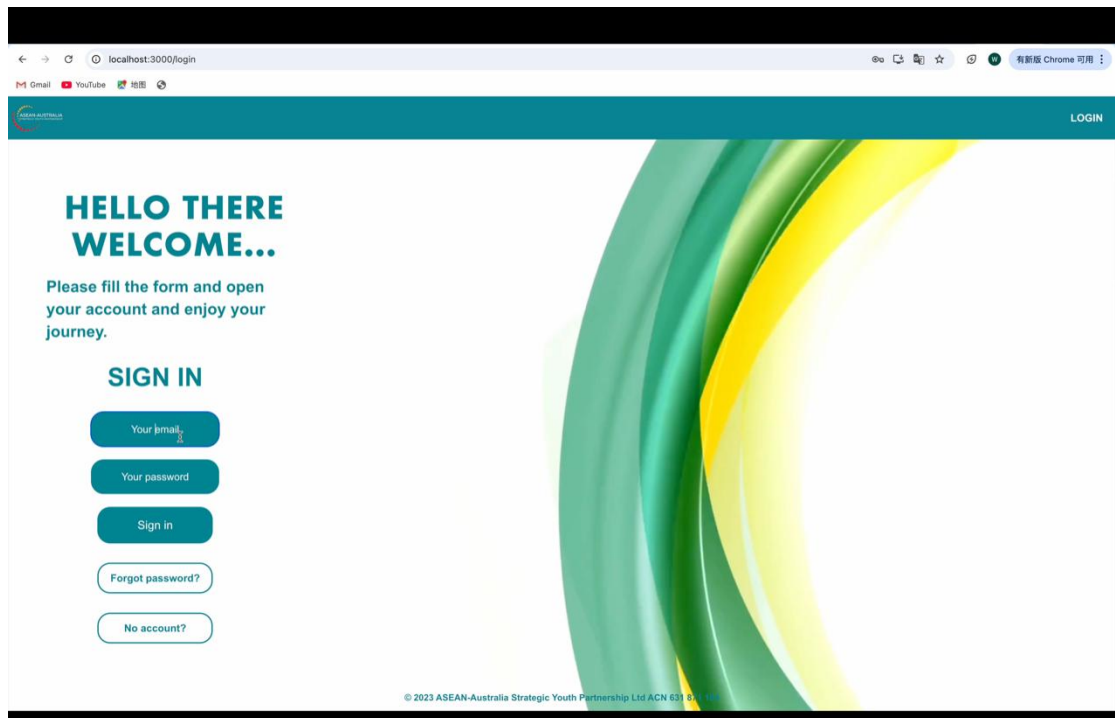 localhost:3000/login
有新版 Chrome 可用
Gmail YouTube 地图
ASEAN-AUSTRALIA
LOGIN
HELLO THERE
WELCOME...
Please fill the form and open
your account and enjoy your
journey.
SIGN IN
Your email
Your password
Sign in
Forgot password?
No account?
© 2023 ASEAN-Australia Strategic Youth Partnership Ltd ACN 631